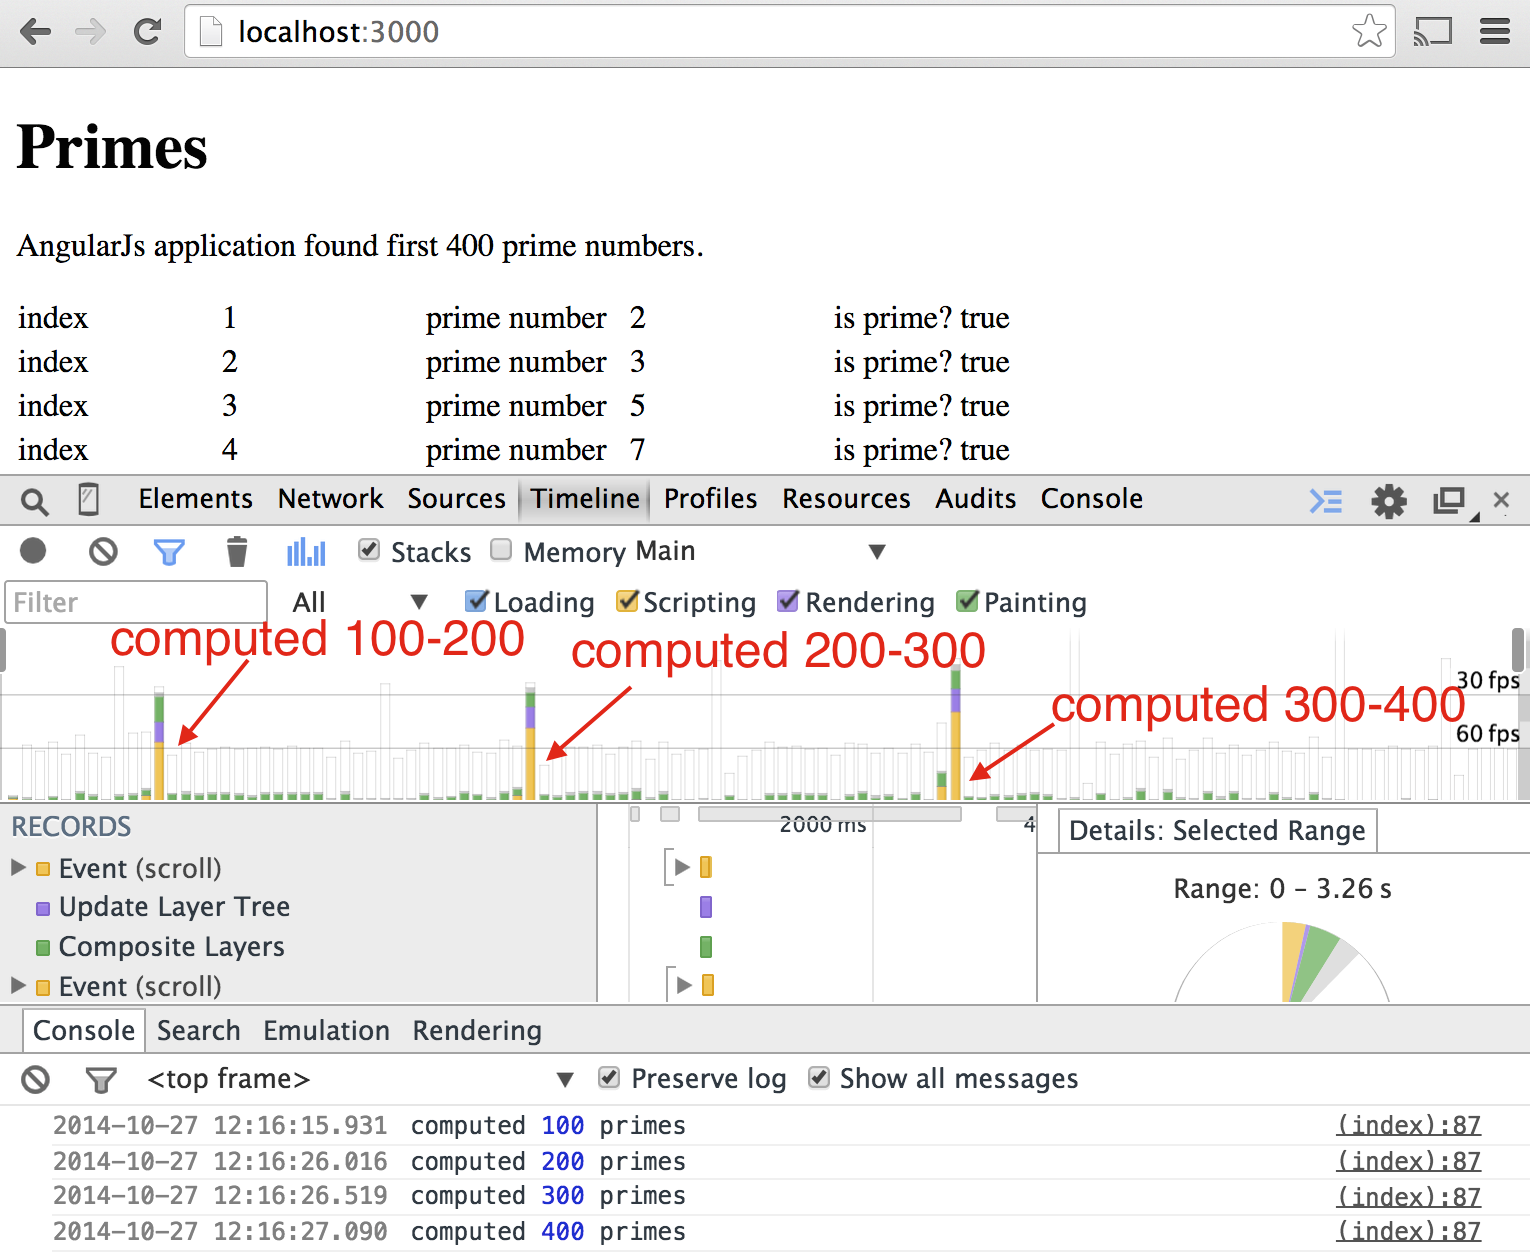 localhost:3000
Primes
AngularJs application found first 400 prime numbers.
index 1 prime number 2 is prime? true
index 2 prime number 3 is prime? true
index 3 prime number 5 is prime? true
index 4 prime number 7 is prime? true
Elements Network Sources Timeline Profiles Resources Audits Console
Stacks Memory Main
Filter All Loading Scripting Rendering Painting
computed 100-200
computed 200-300
30 fps
computed 300-400
60 fps
RECORDS
2000 ms 4
Details: Selected Range
Event (scroll)
Range: 0 – 3.26 s
Update Layer Tree
Composite Layers
Event (scroll)
Console Search Emulation Rendering
<top frame> Preserve log Show all messages
2014-10-27 12:16:15.931 computed 100 primes (index):87
2014-10-27 12:16:26.016 computed 200 primes (index):87
2014-10-27 12:16:26.519 computed 300 primes (index):87
2014-10-27 12:16:27.090 computed 400 primes (index):87